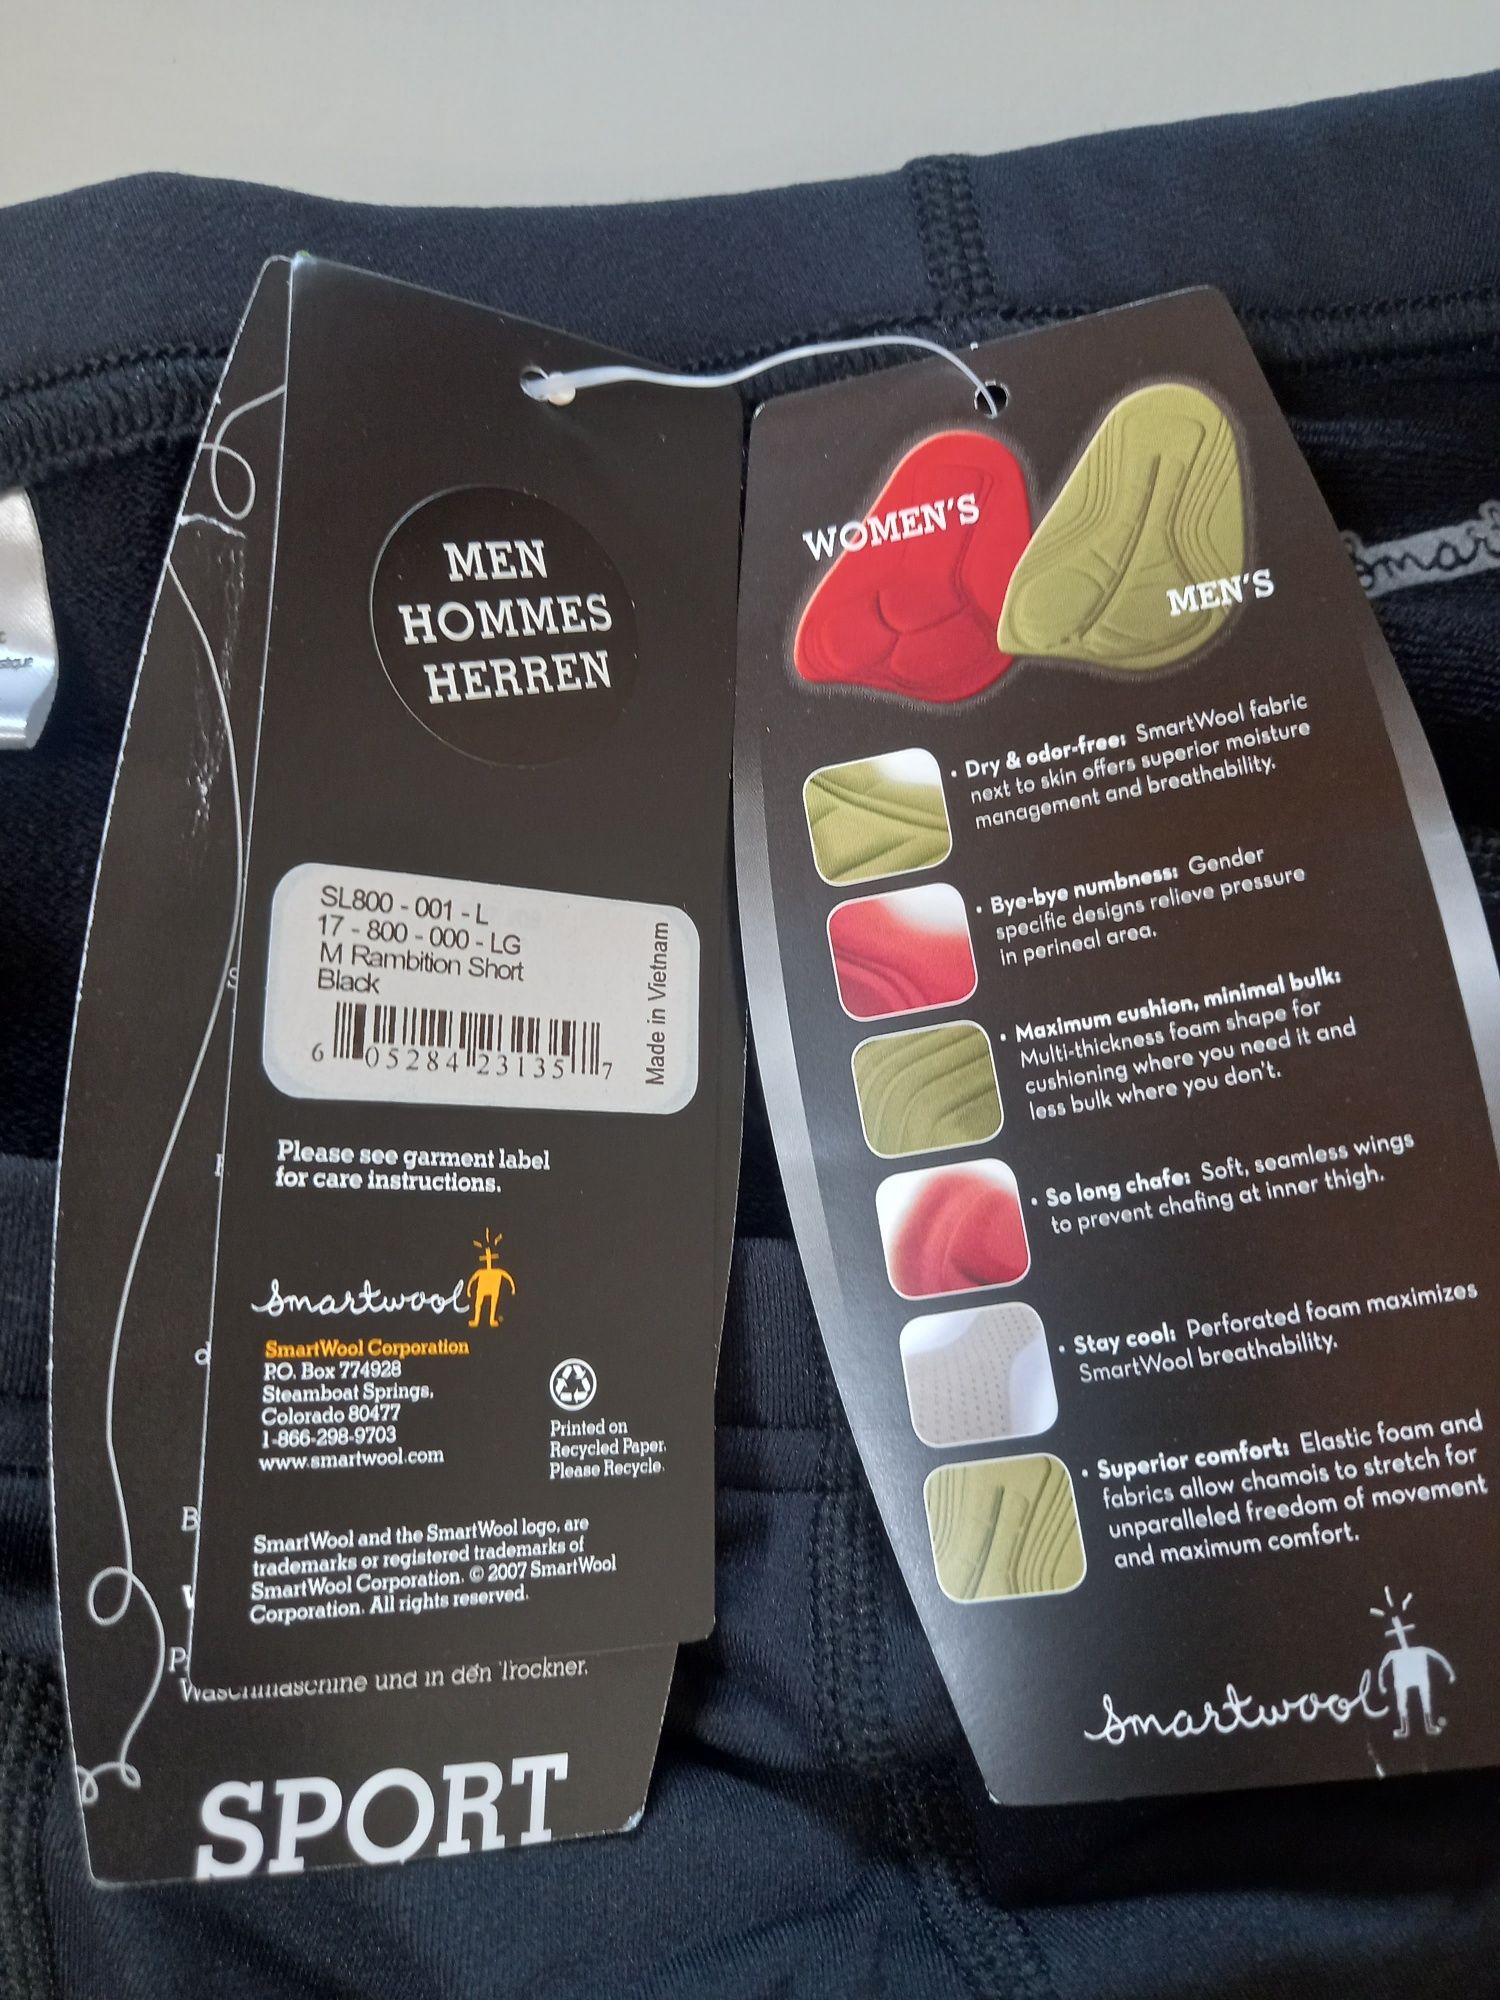 MEN
HOMMES
HERREN
SL800 - 001 - L
17 - 800 - 000 - LG
M Rambition Short
Black
Made in Vietnam
6 05284 23135 7
Please see garment label
for care instructions.
smartwool
SmartWool Corporation
P.O. Box 774928
Steamboat Springs,
Colorado 80477
1-866-298-9703
www.smartwool.com
Printed on
Recycled Paper.
Please Recycle.
SmartWool and the SmartWool logo, are
trademarks or registered trademarks of
SmartWool Corporation. © 2007 SmartWool
Corporation. All rights reserved.
Waschmaschine und in den Trockner.
SPORT
WOMEN'S
MEN'S
• Dry & odor-free: SmartWool fabric
next to skin offers superior moisture
management and breathability.
• Bye-bye numbness: Gender
specific designs relieve pressure
in perineal area.
• Maximum cushion, minimal bulk:
Multi-thickness foam shape for
cushioning where you need it and
less bulk where you don't.
• So long chafe: Soft, seamless wings
to prevent chafing at inner thigh.
• Stay cool: Perforated foam maximizes
SmartWool breathability.
• Superior comfort: Elastic foam and
fabrics allow chamois to stretch for
unparalleled freedom of movement
and maximum comfort.
smartwool
Smart